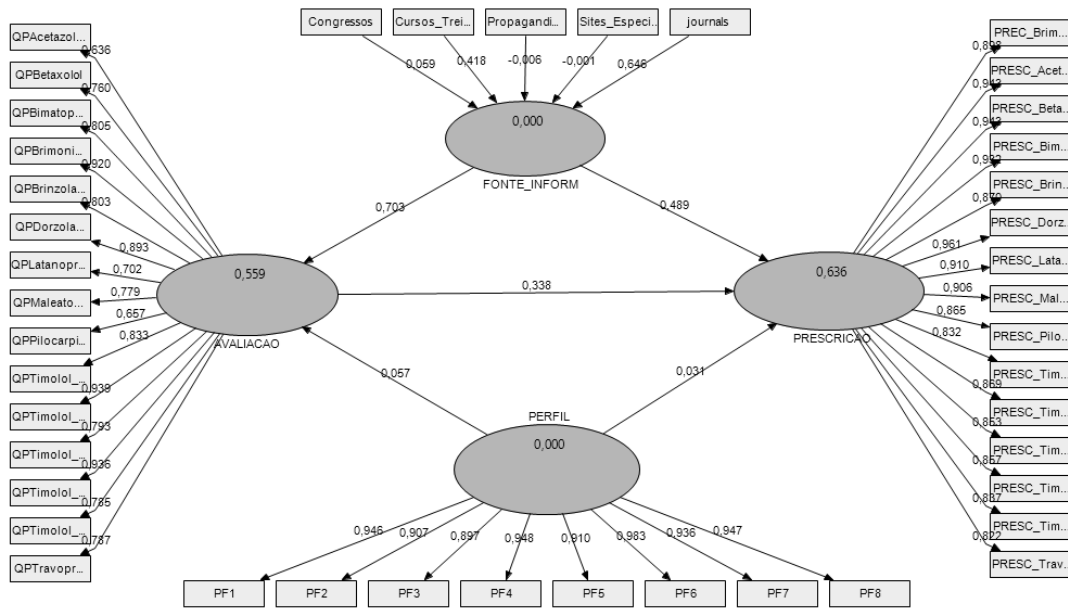 Congressos
Cursos_Trei...
Propagandi...
Sites_Especi...
journals
0,059
0,418
-0,006
-0,001
0,646
0,000
FONTE_INFORM
0,703
0,489
QPAcetazol...
QPBetaxolol
QPBimatop...
QPBrimoni...
QPBrinzola...
QPDorzola...
QPLatanopr...
QPMaleato...
QPPilocarpi...
QPTimolol_...
QPTimolol_...
QPTimolol_...
QPTimolol_...
QPTimolol_...
QPTravopr...
0,636
0,760
0,805
0,920
0,803
0,893
0,702
0,779
0,657
0,833
0,939
0,793
0,936
0,785
0,787
0,559
AVALIACAO
0,338
0,636
PRESCRICAO
0,898
0,943
0,943
0,932
0,870
0,961
0,910
0,906
0,865
0,832
0,869
0,853
0,857
0,837
0,822
PREC_Brim...
PRESC_Acet...
PRESC_Beta...
PRESC_Bim...
PRESC_Brin...
PRESC_Dorz...
PRESC_Lata...
PRESC_Mal...
PRESC_Pilo...
PRESC_Tim...
PRESC_Tim...
PRESC_Tim...
PRESC_Tim...
PRESC_Tim...
PRESC_Trav...
0,057
0,031
PERFIL
0,000
0,946
0,907
0,897
0,948
0,910
0,983
0,936
0,947
PF1
PF2
PF3
PF4
PF5
PF6
PF7
PF8